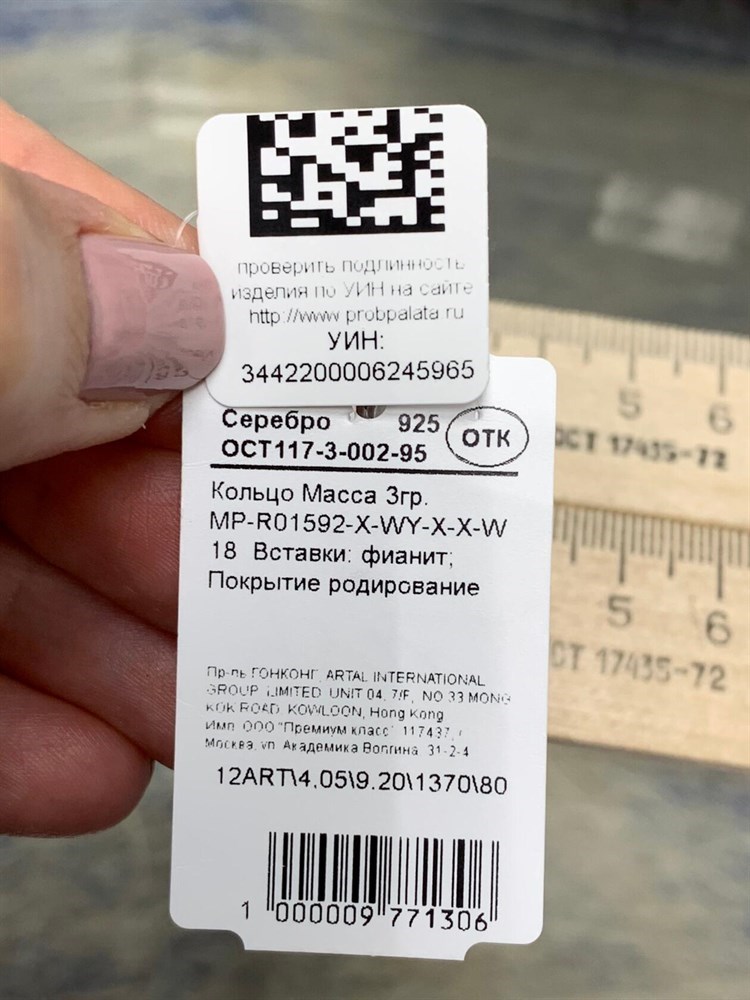 проверить подлинность
изделия по УИН на сайте
http://www probpalata ru
УИН:
3442200006245965
Серебро 925
ОСТ117-3-002-95
ОТК
Кольцо Масса 3гр.
MP-R01592-X-WY-X-X-W
18 Вставки: фианит;
Покрытие родирование
Пр-ль ГОНКОНГ, ARTAL INTERNATIONAL
GROUP LIMITED UNIT 04, 7/F, NO 33 MONG
KOK ROAD, KOWLOON, Hong Kong
Имп. ООО "Премиум класс" 117437, г
Москва, ул. Академика Волгина, 31-2-4
12ART\4.05\9.20\1370\80
1 000009 771306
5 6
ОСТ 17435-72
5 6
СТ 17435-72